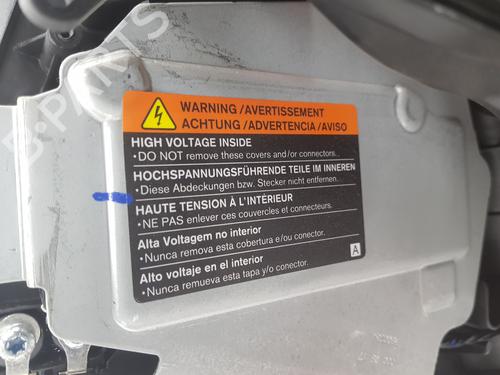 B-PARTS
WARNING /AVERTISSEMENT
ACHTUNG /ADVERTENCIA /AVISO
HIGH VOLTAGE INSIDE
•DO NOT remove these covers and/or connectors.
HOCHSPANNUNGSFÜHRENDE TEILE IM INNEREN
•Diese Abdeckungen bzw. Stecker nicht entfernen.
HAUTE TENSION À L'INTÉRIEUR
•NE PAS enlever ces couvercles et connecteurs.
Alta Voltagem no interior
•Nunca remova esta cobertura e/ou conector.
Alto voltaje en el interior
•Nunca remueva esta tapa y/o conector.
A